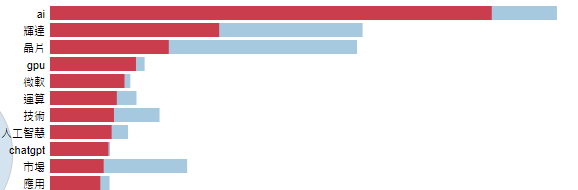 ai
輝達
晶片
gpu
微軟
運算
技術
人工智慧
chatgpt
市場
應用